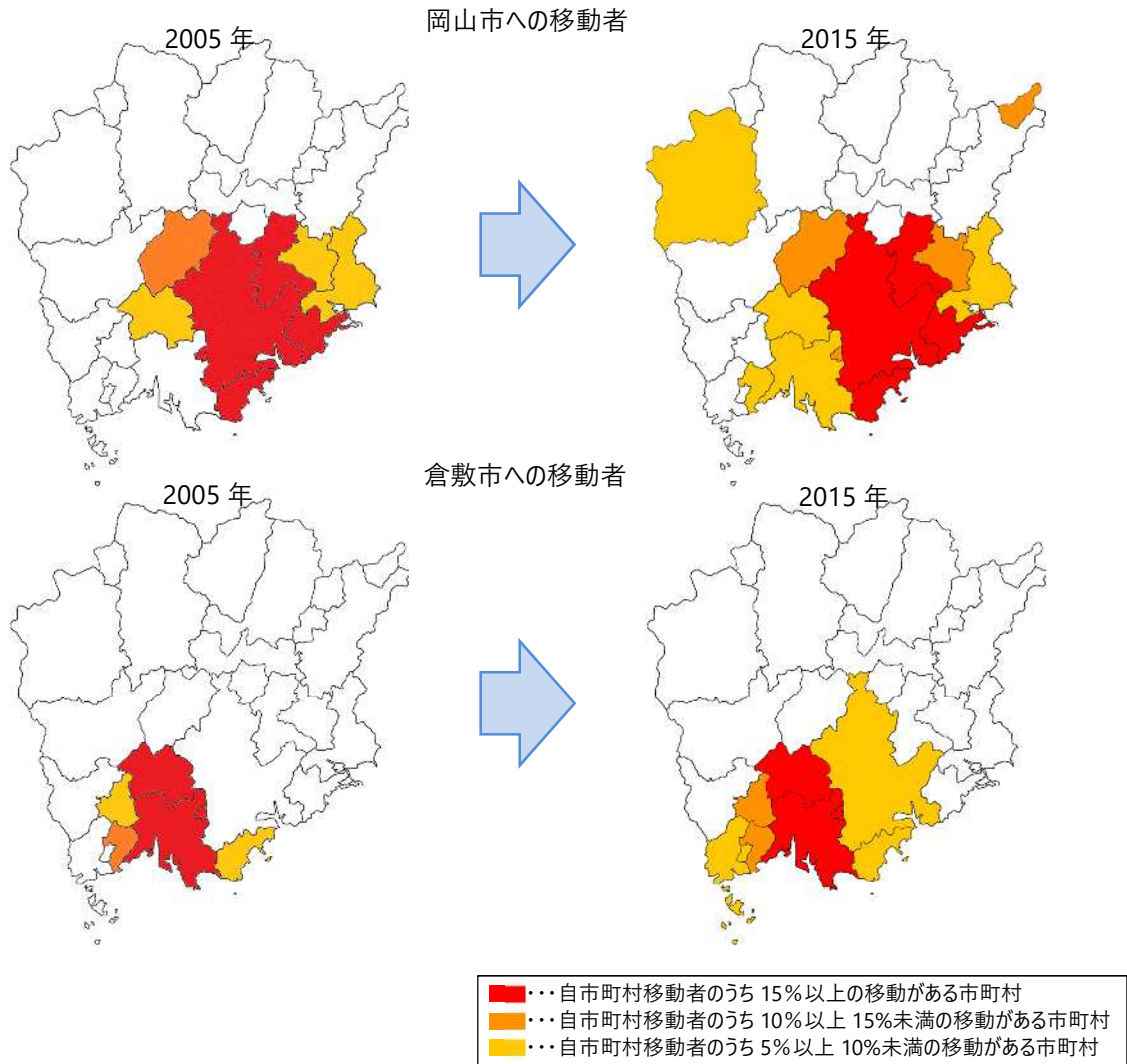 岡山市への移動者
2005 年
2015 年
倉敷市への移動者
2005 年
2015 年
・・・自市町村移動者のうち 15%以上の移動がある市町村
・・・自市町村移動者のうち 10%以上 15%未満の移動がある市町村
・・・自市町村移動者のうち 5%以上 10%未満の移動がある市町村